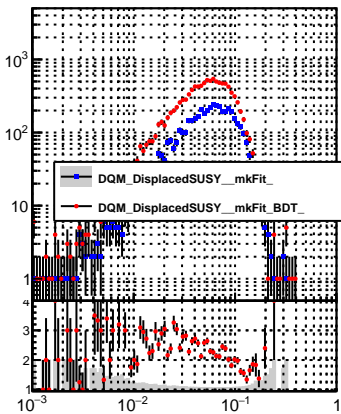 10³
10²
DQM_DisplacedSUSY__mkFit_
DQM_DisplacedSUSY__mkFit_BDT_
10
1
4
3
2
1
10⁻³ 10⁻² 10⁻¹ 1